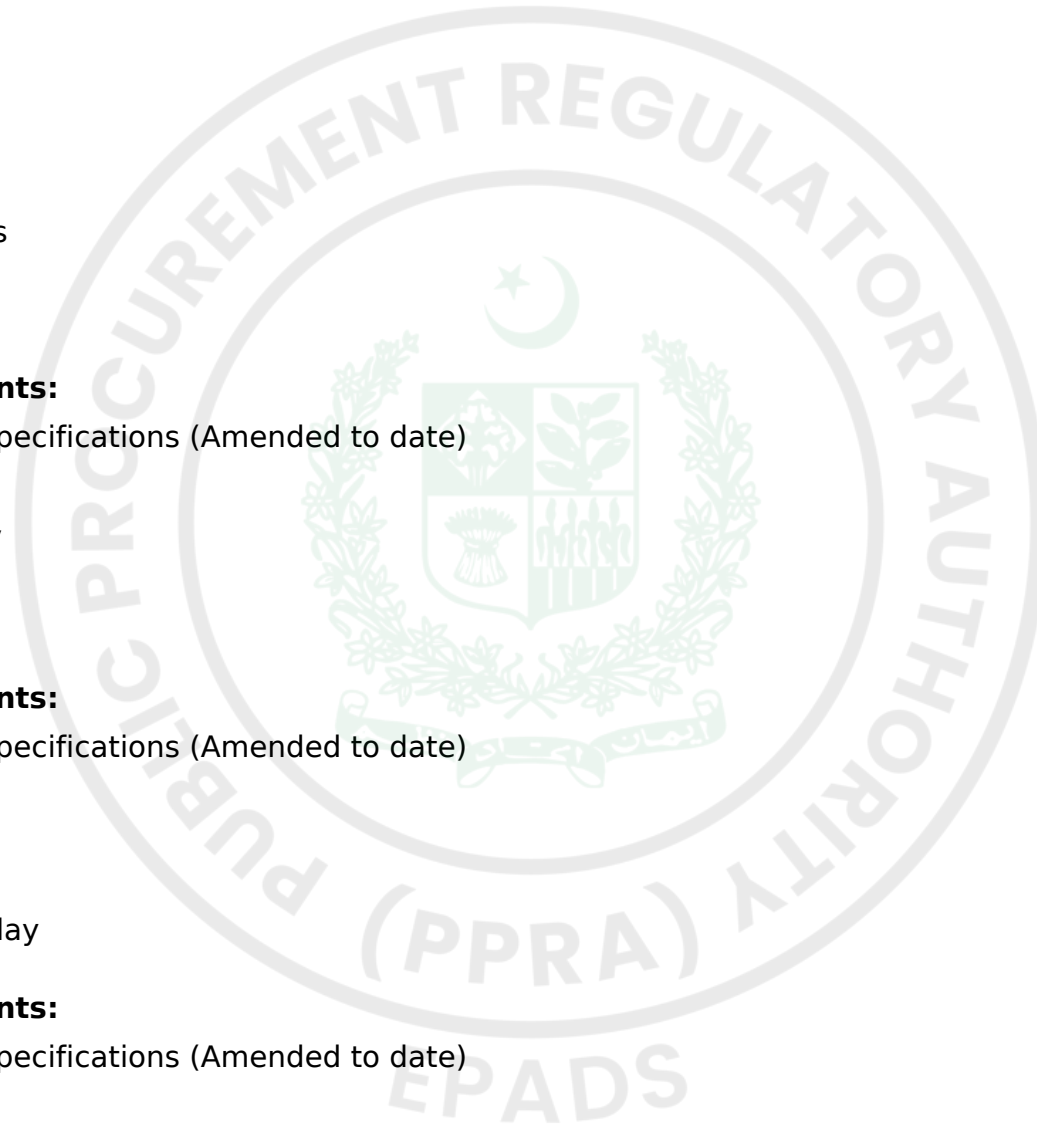 s
nts:
pecifications (Amended to date)
nts:
pecifications (Amended to date)
lay
nts:
pecifications (Amended to date)
PUBLIC PROCUREMENT REGULATORY AUTHORITY
(PPRA)
EPADS